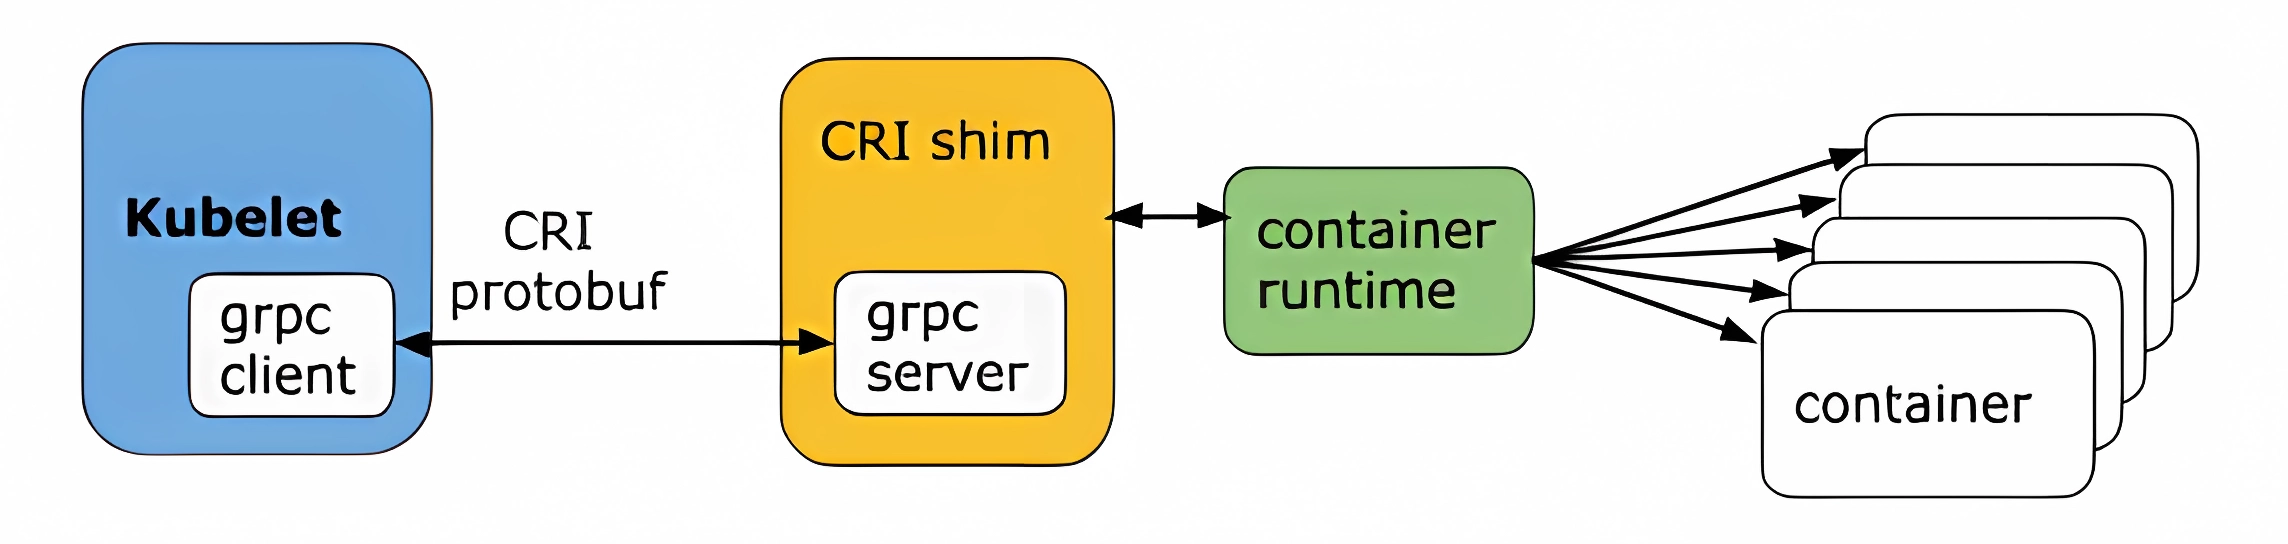 Kubelet
grpc
client
CRI
protobuf
CRI shim
grpc
server
container
runtime
container